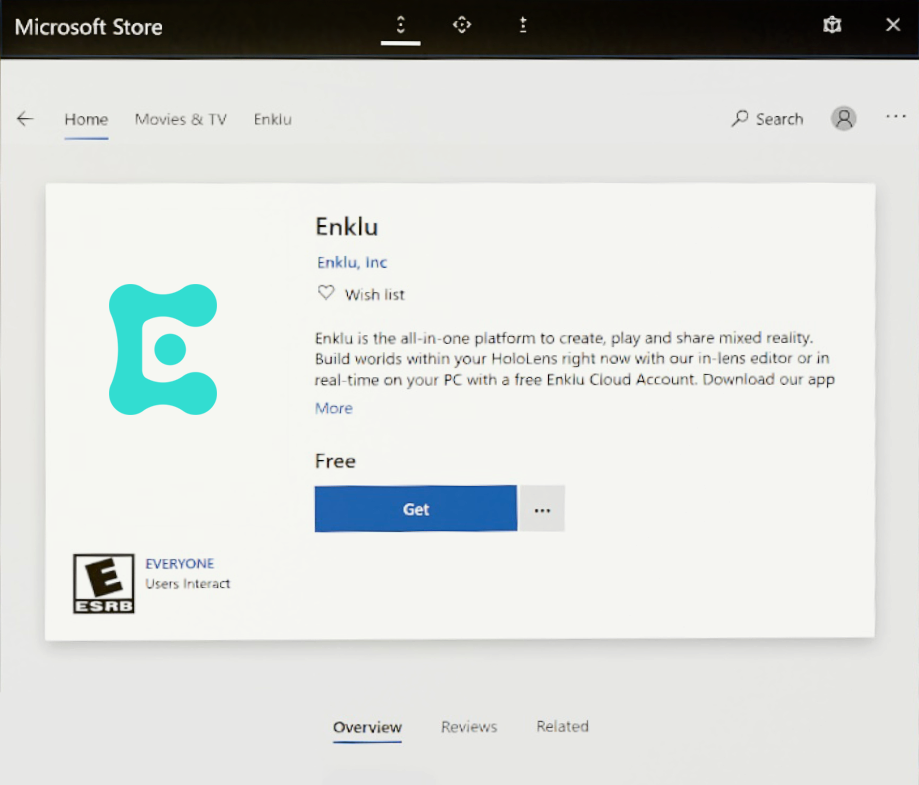 Microsoft Store
Home Movies & TV Enklu Search
Enklu
Enklu, Inc
Wish list
Enklu is the all-in-one platform to create, play and share mixed reality.
Build worlds within your HoloLens right now with our in-lens editor or in
real-time on your PC with a free Enklu Cloud Account. Download our app
More
Free
Get
E
EVERYONE
Users Interact
ESRB
Overview Reviews Related